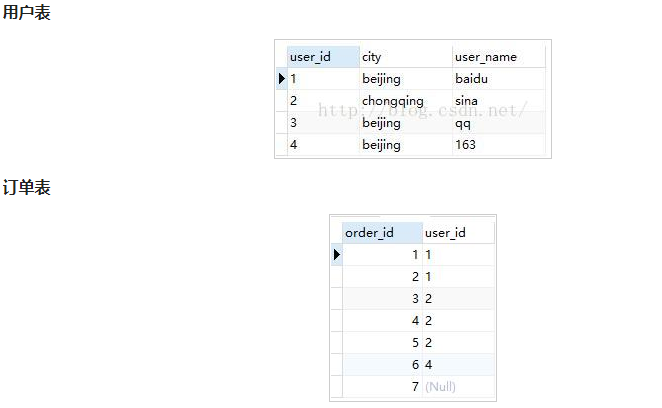 用户表
user_id city user_name
1 beijing baidu
2 chongqing sina
http://blog.csdn.net/
3 beijing qq
4 beijing 163
订单表
order_id user_id
1 1
2 1
3 2
4 2
5 2
6 4
7 (Null)